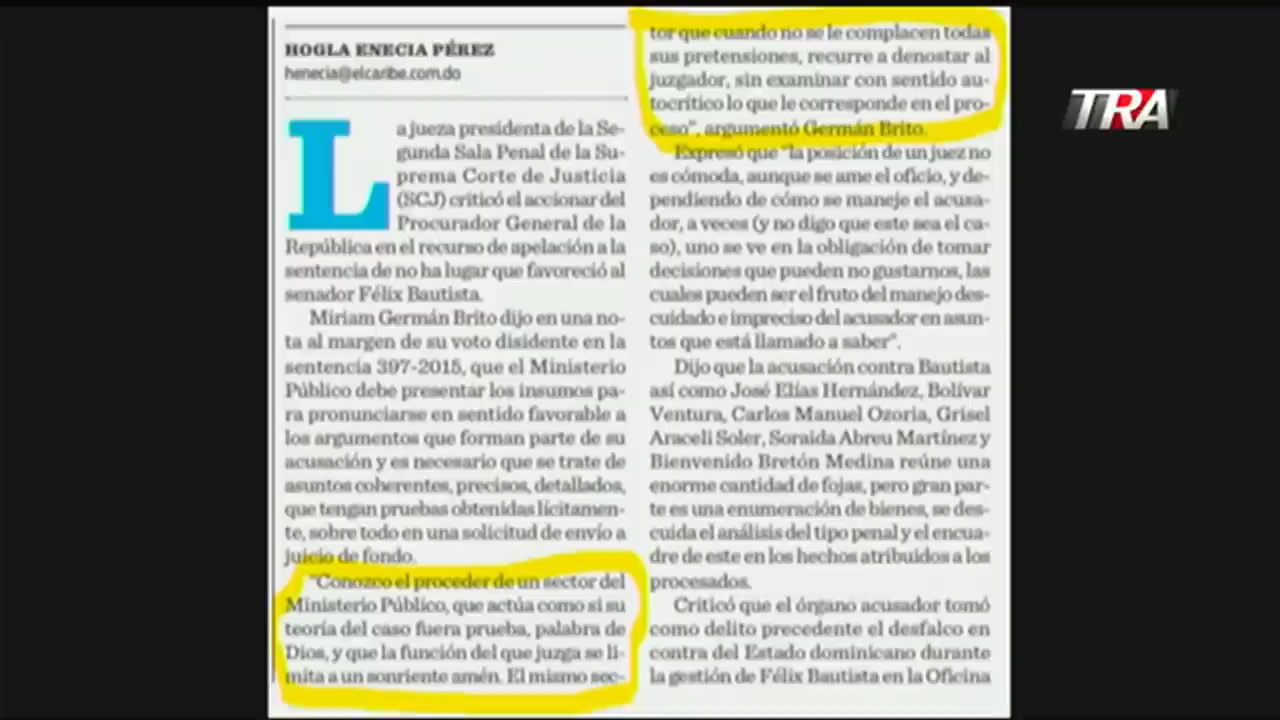 HOGLA ENECIA PÉREZ
henecia@elcaribe.com.do
La jueza presidenta de la Se-
gunda Sala Penal de la Su-
prema Corte de Justicia
(SCJ) criticó el accionar del
Procurador General de la
República en el recurso de apelación a la
sentencia de no ha lugar que favoreció al
senador Félix Bautista.
Miriam Germán Brito dijo en una no-
ta al margen de su voto disidente en la
sentencia 397-2015, que el Ministerio
Público debe presentar los insumos pa-
ra pronunciarse en sentido favorable a
los argumentos que forman parte de su
acusación y es necesario que se trate de
asuntos coherentes, precisos, detallados,
que tengan pruebas obtenidas lícitamen-
te, sobre todo en una solicitud de envío a
juicio de fondo.
"Conozco el proceder de un sector del
Ministerio Público, que actúa como si su
teoría del caso fuera prueba, palabra de
Dios, y que la función del que juzga se li-
mita a un sonriente amén. El mismo sec-
tor que cuando no se le complacen todas
sus pretensiones, recurre a denostar al
juzgador, sin examinar con sentido au-
tocrítico lo que le corresponde en el pro-
ceso", argumentó Germán Brito.
Expresó que "la posición de un juez no
es cómoda, aunque se ame el oficio, y de-
pendiendo de cómo se maneje el acusa-
dor, a veces (y no digo que este sea el ca-
so), uno se ve en la obligación de tomar
decisiones que pueden no gustarnos, las
cuales pueden ser el fruto del manejo des-
cuidado e impreciso del acusador en asun-
tos que está llamado a saber".
Dijo que la acusación contra Bautista
así como José Elías Hernández, Bolívar
Ventura, Carlos Manuel Ozoria, Grisel
Araceli Soler, Soraida Abreu Martínez y
Bienvenido Bretón Medina reúne una
enorme cantidad de fojas, pero gran par-
te es una enumeración de bienes, se des-
cuida el análisis del tipo penal y el encua-
dre de este en los hechos atribuidos a los
procesados.
Criticó que el órgano acusador tomó
como delito precedente el desfalco en
contra del Estado dominicano durante
la gestión de Félix Bautista en la Oficina
TRA